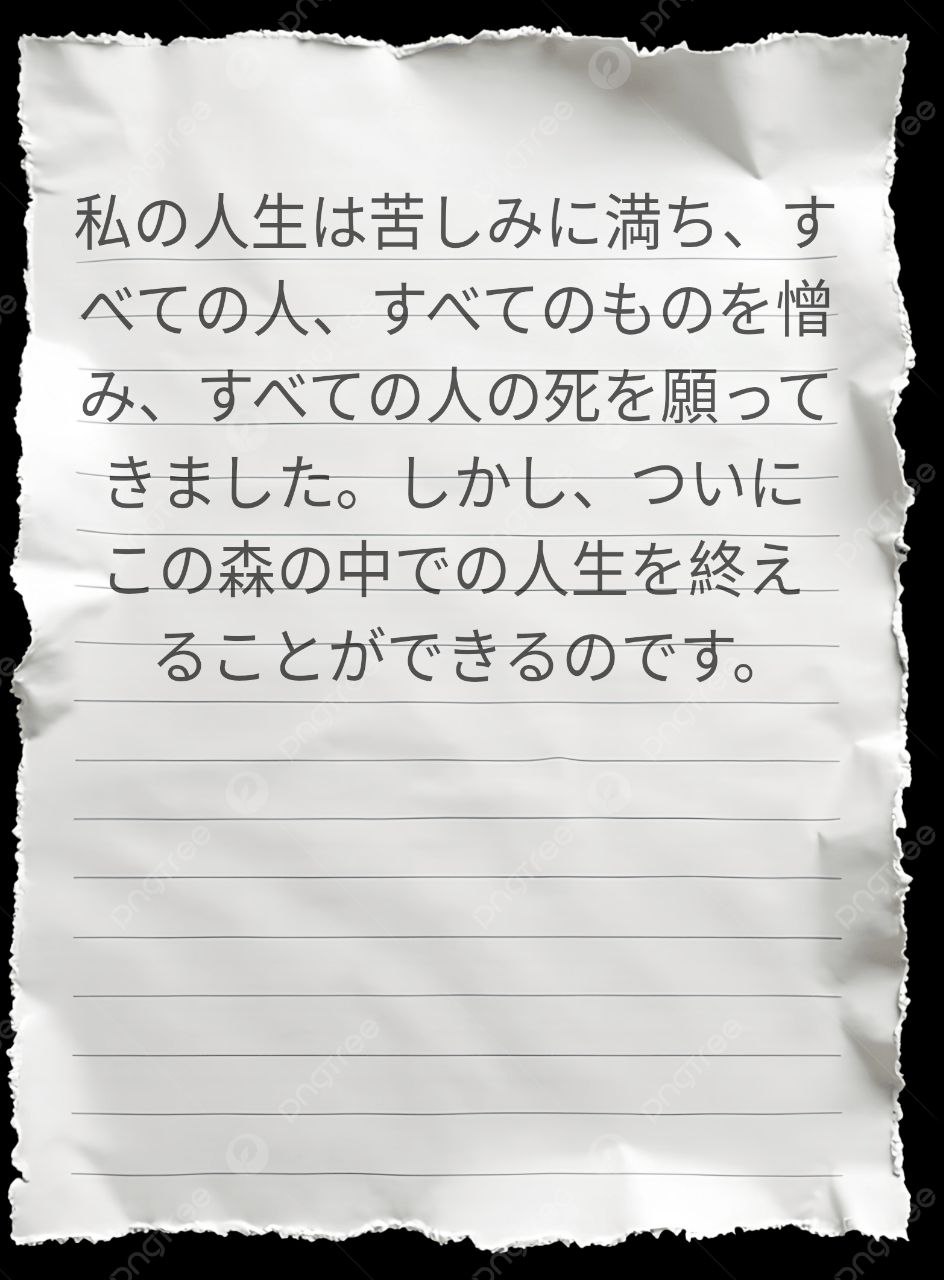 私の人生は苦しみに満ち、す
べての人、すべてのものを憎
み、すべての人の死を願って
きました。しかし、ついに
この森の中での人生を終え
ることができるのです。
dngtree